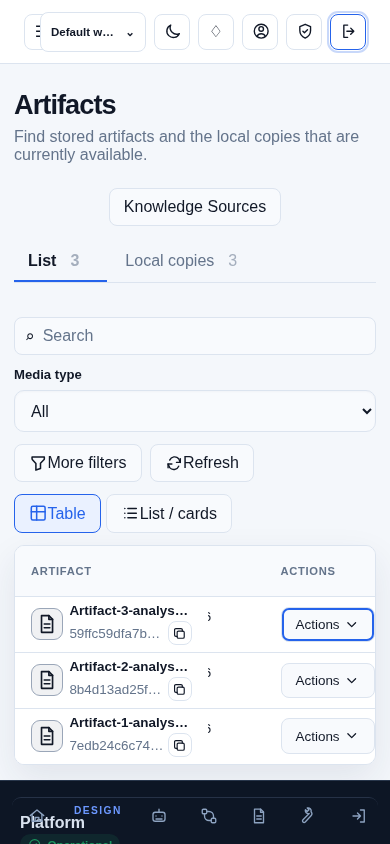 Default w... 
Artifacts
Find stored artifacts and the local copies that are
currently available.
Knowledge Sources
List 3 Local copies 3
Search
Media type
All
More filters Refresh
Table List / cards
ARTIFACT ACTIONS
Artifact-3-analys...
59ffc59dfa7b... Actions
Artifact-2-analys...
8b4d13ad25f... Actions
Artifact-1-analys...
7edb24c6c74... Actions
DESIGN
Platform
Operational